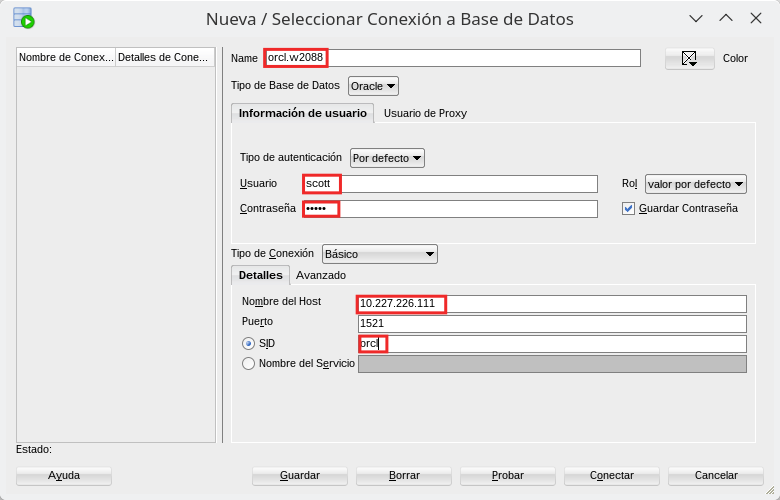 Nueva / Seleccionar Conexión a Base de Datos
Nombre de Conex... Detalles de Cone...
Name orcl.w2088 Color
Tipo de Base de Datos Oracle
Información de usuario Usuario de Proxy
Tipo de autenticación Por defecto
Usuario scott Rol valor por defecto
Contraseña ••••• Guardar Contraseña
Tipo de Conexión Básico
Detalles Avanzado
Nombre del Host 10.227.226.111
Puerto 1521
SID orcl
Nombre del Servicio
Estado:
Ayuda Guardar Borrar Probar Conectar Cancelar